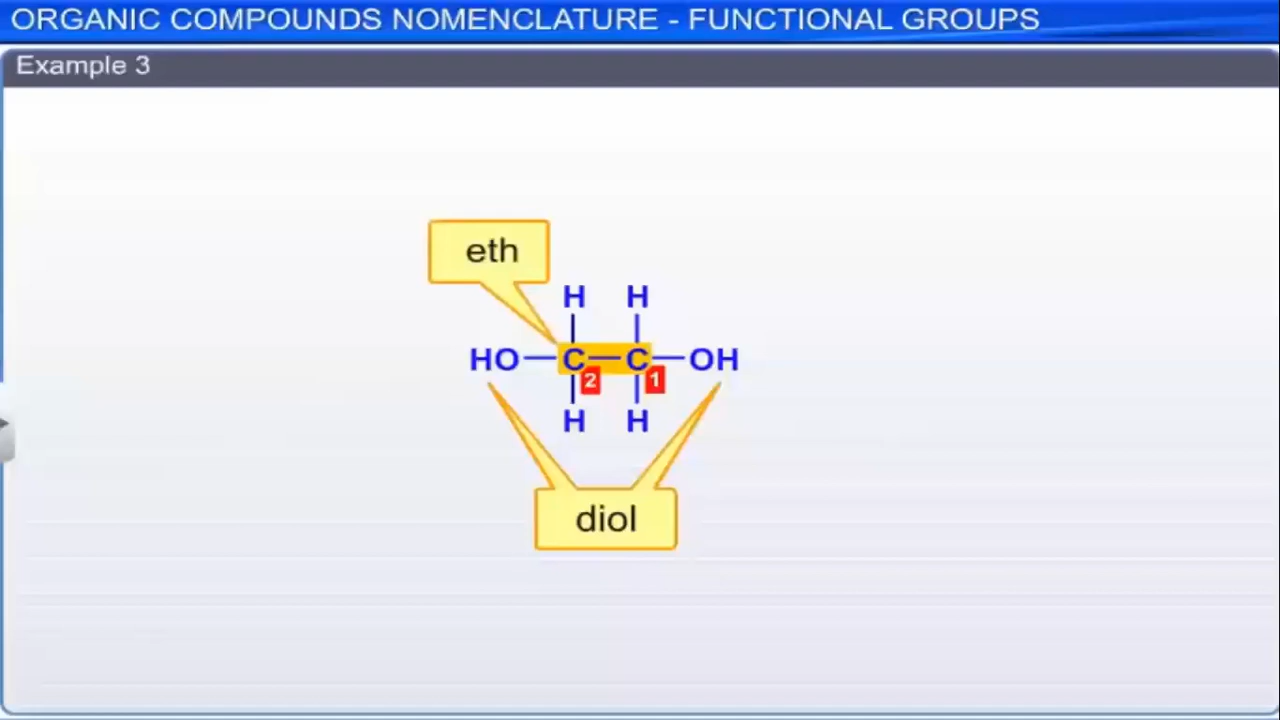 ORGANIC COMPOUNDS NOMENCLATURE - FUNCTIONAL GROUPS
Example 3
eth
H H
HO—C—C—OH
2 1
H H
diol